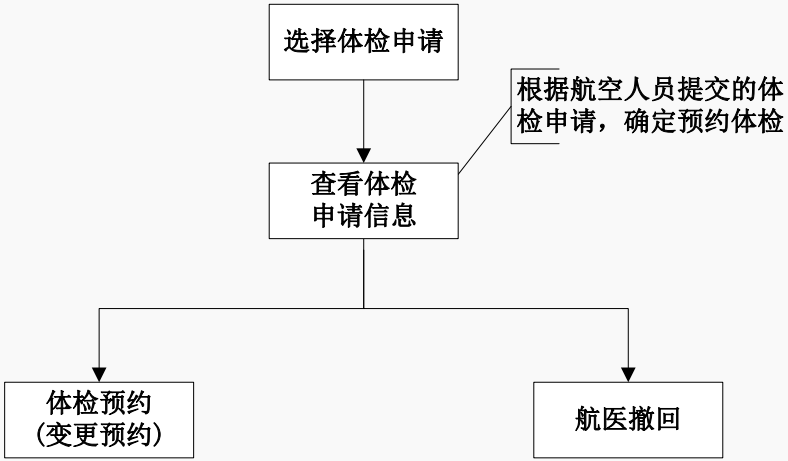 选择体检申请
根据航空人员提交的体
检申请，确定预约体检
查看体检
申请信息
体检预约
(变更预约)
航医撤回